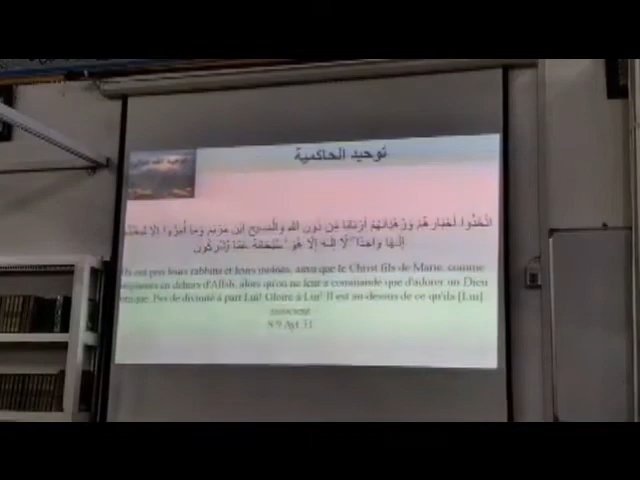 توحيد الحاكمية
اتَّخَذُوا أَحْبَارَهُمْ وَرُهْبَانَهُمْ أَرْبَابًا مِّن دُونِ اللَّهِ وَالْمَسِيحَ ابْنَ مَرْيَمَ وَمَا أُمِرُوا إِلَّا لِيَعْبُدُوا
إِلَٰهًا وَاحِدًا لَّا إِلَٰهَ إِلَّا هُوَ سُبْحَانَهُ عَمَّا يُشْرِكُونَ
Ils ont pris leurs rabbins et leurs moines, ainsi que le Christ fils de Marie, comme
Seigneurs en dehors d'Allah, alors qu'on ne leur a commandé que d'adorer un Dieu
unique. Pas de divinité à part Lui! Gloire à Lui! Il est au-dessus de ce qu'ils [Lui]
associent
S.9 Ayt 31